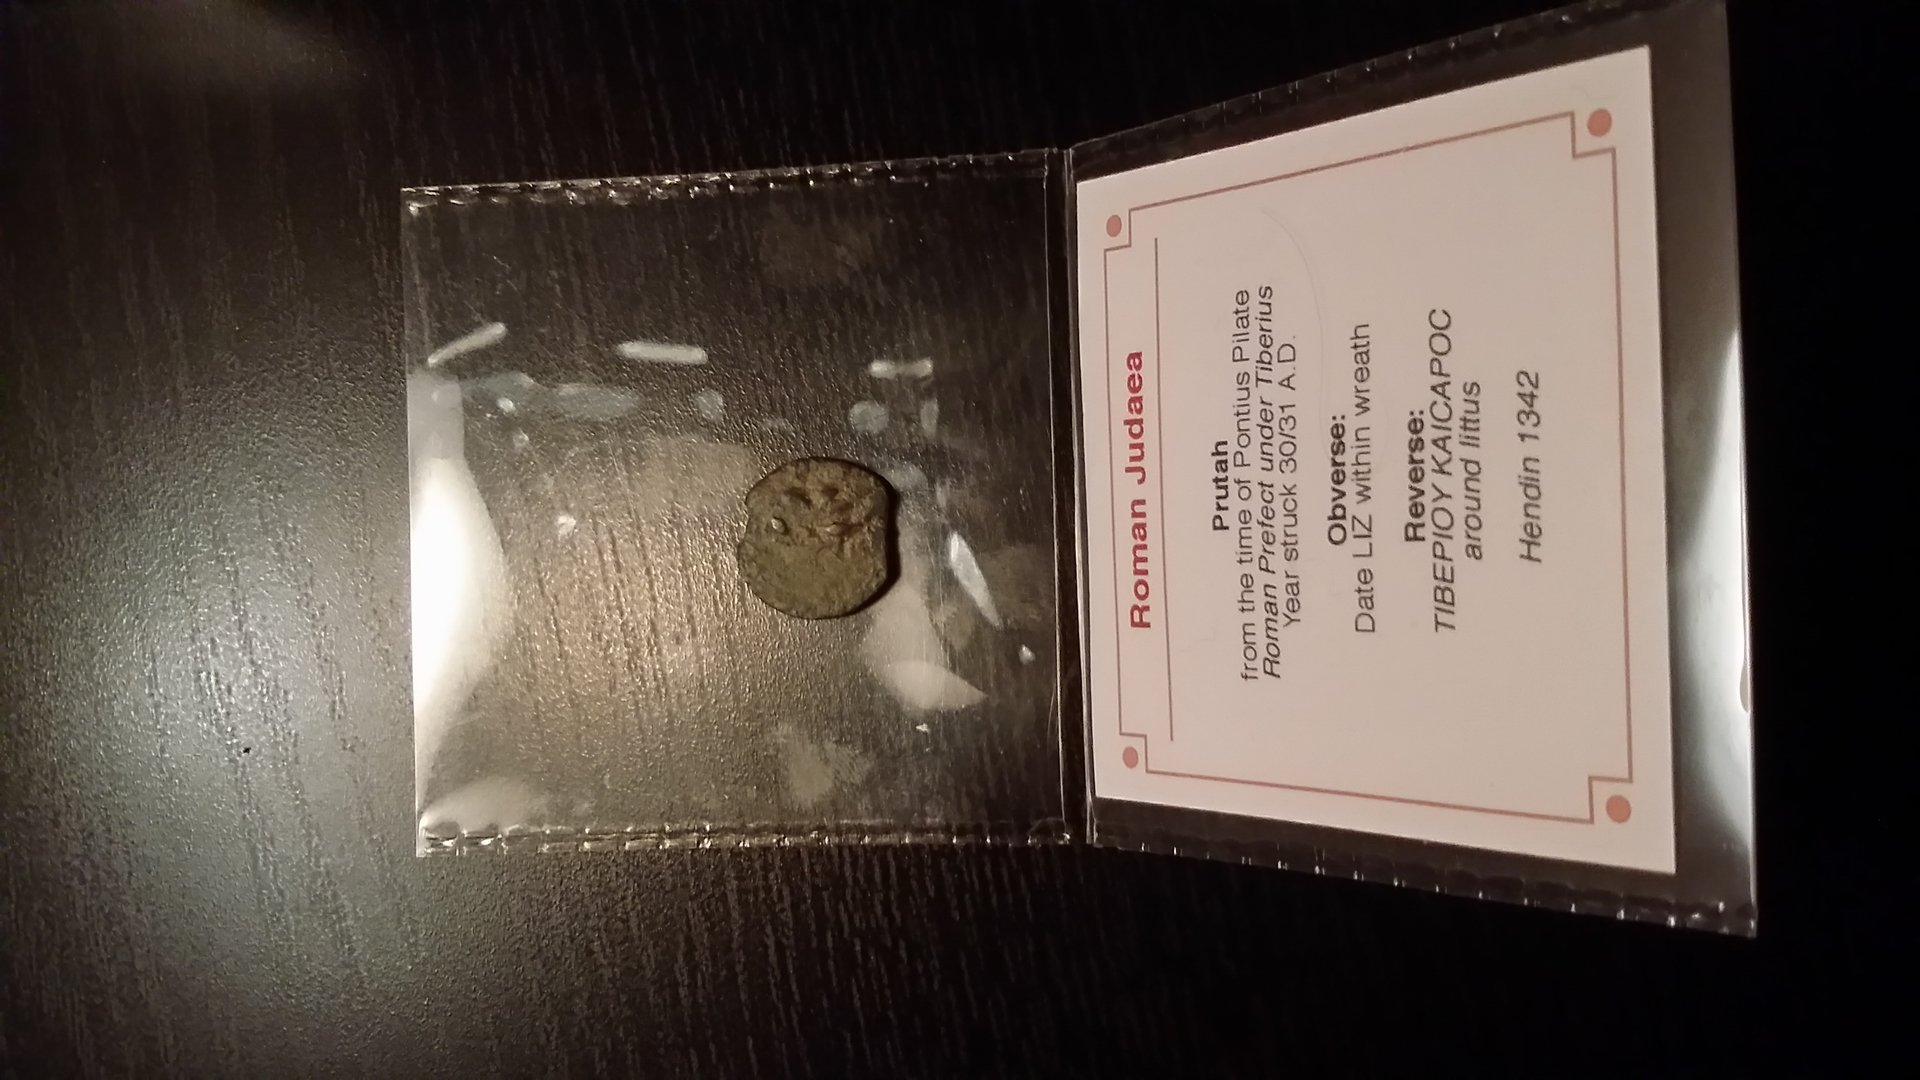 Roman Judaea
Prutah
from the time of Pontius Pilate
Roman Prefect under Tiberius
Year struck 30/31 A.D.
Obverse:
Date LIZ within wreath
Reverse:
TIBEPIOY KAICAPOC
around littus
Hendin 1342